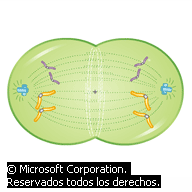 © Microsoft Corporation.
Reservados todos los derechos.